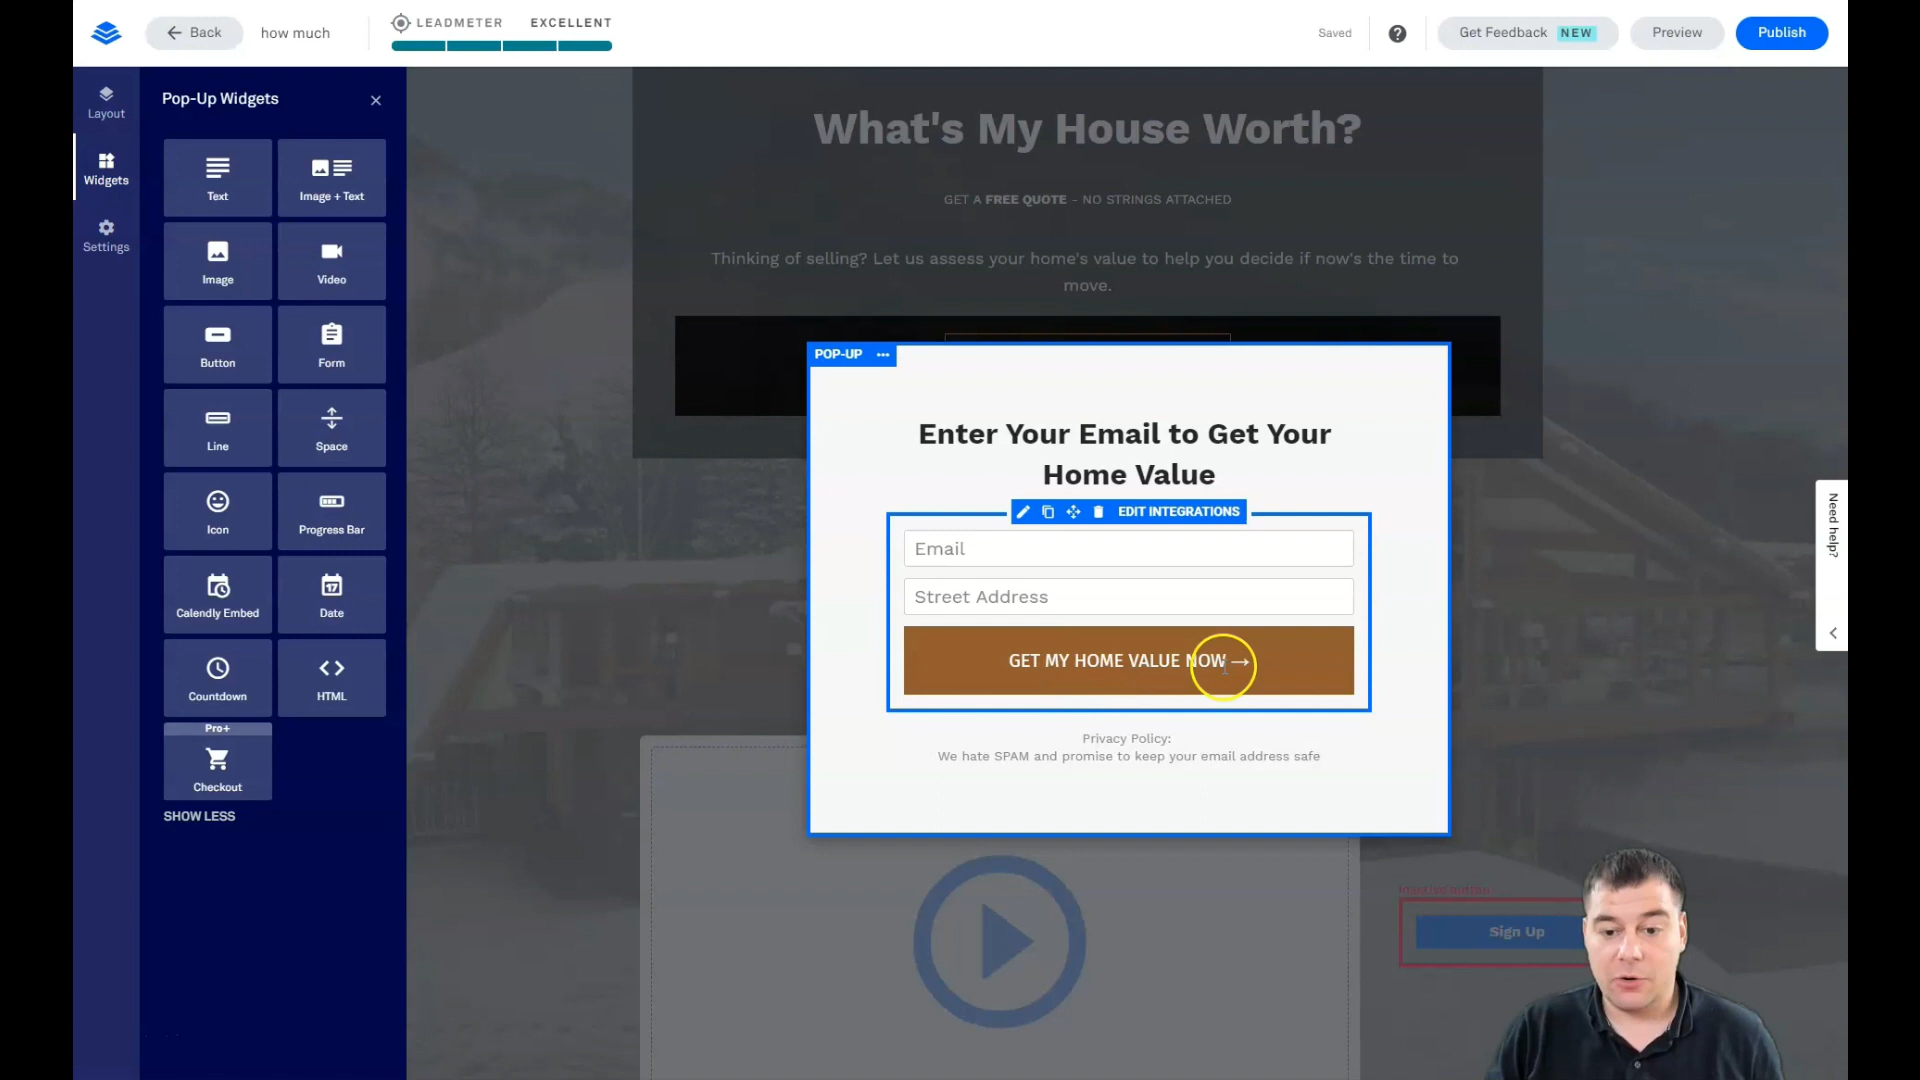 Back
how much
LEADMETER EXCELLENT
Saved
?
Get Feedback NEW
Preview
Publish
Layout
Widgets
Settings
Pop-Up Widgets
Text
Image + Text
Image
Video
Button
Form
Line
Space
Icon
Progress Bar
Calendly Embed
17
Date
Countdown
HTML
Pro+
Checkout
SHOW LESS
What's My House Worth?
GET A FREE QUOTE - NO STRINGS ATTACHED
Thinking of selling? Let us assess your home's value to help you decide if now's the time to
move.
POP-UP
Enter Your Email to Get Your
Home Value
EDIT INTEGRATIONS
Email
Street Address
GET MY HOME VALUE NOW →
Privacy Policy:
We hate SPAM and promise to keep your email address safe
Sign Up
Need help?